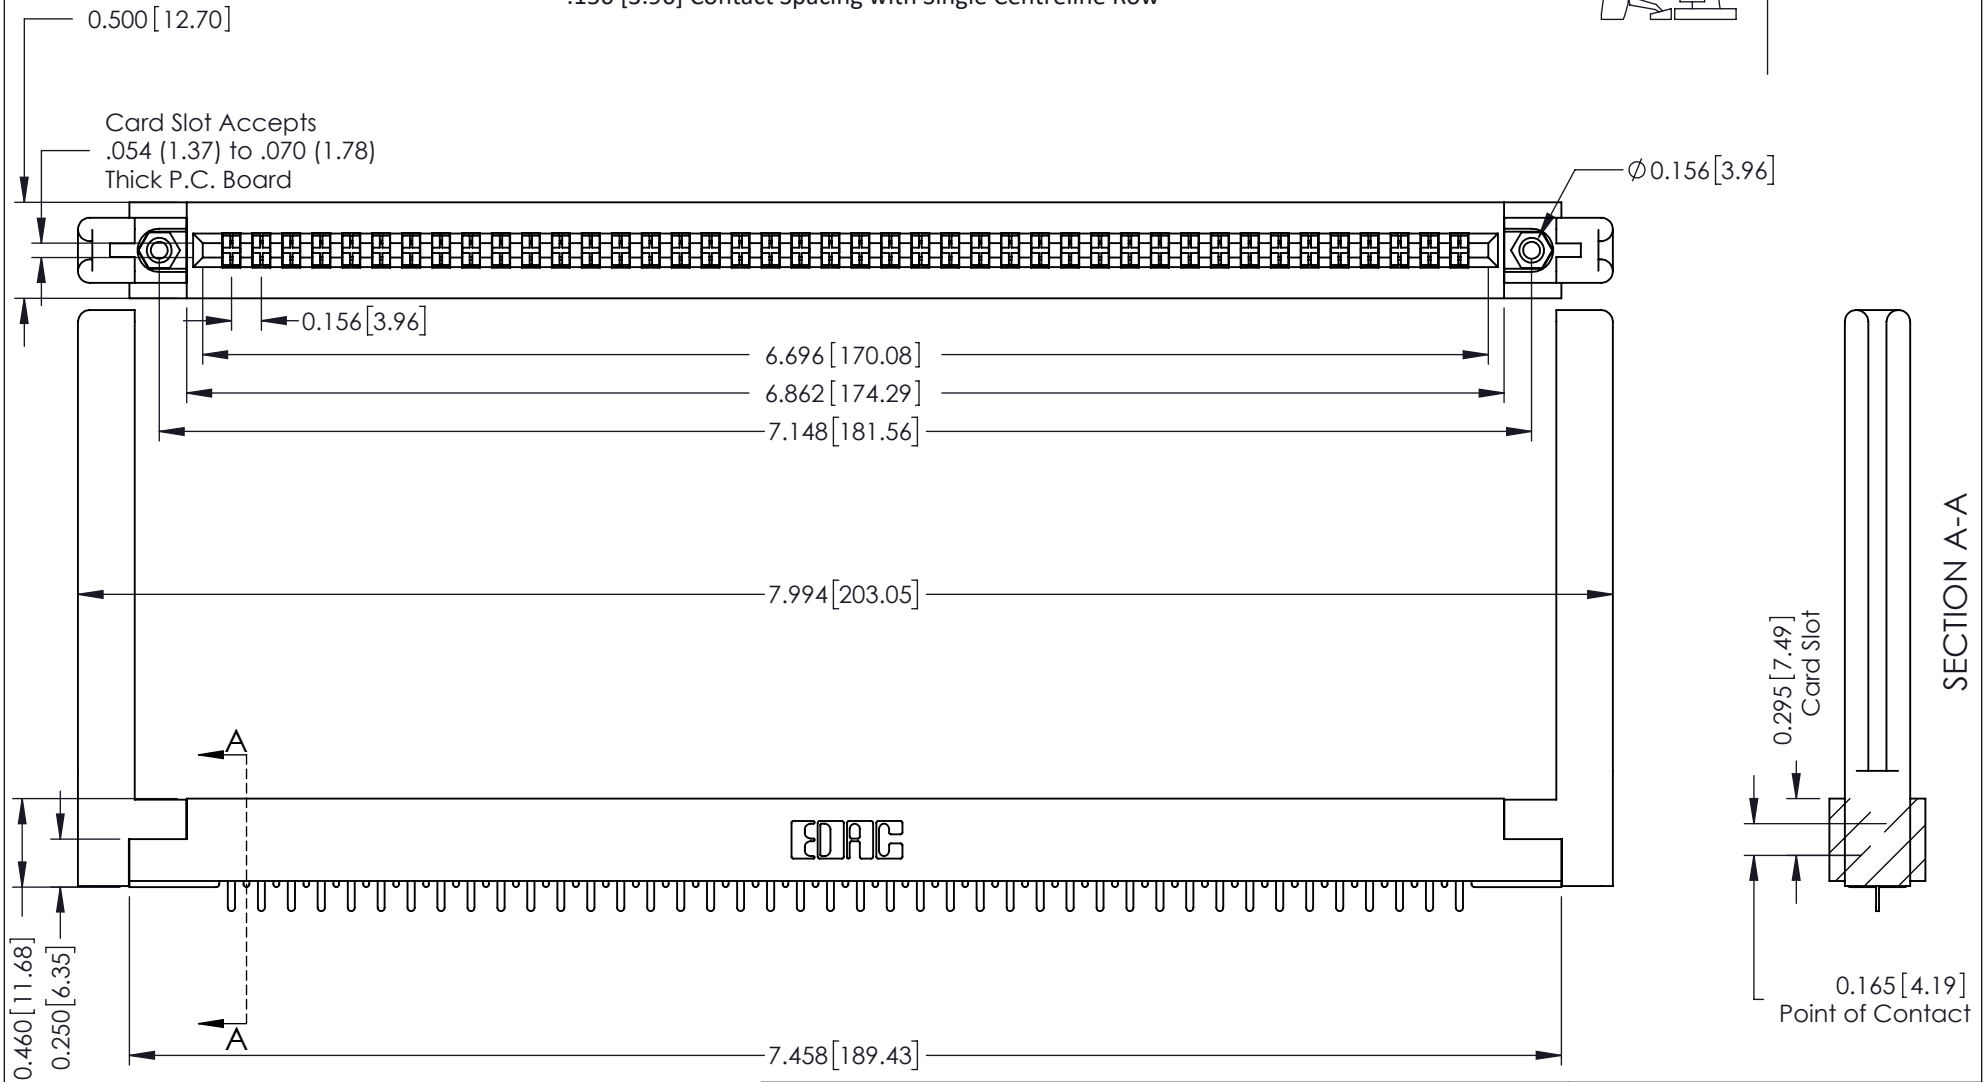 .156 [3.96] Contact Spacing with Single Centreline Row
0.500 [12.70]
Card Slot Accepts
.054 (1.37) to .070 (1.78)
Thick P.C. Board
Ø0.156[3.96]
0.156[3.96]
6.696[170.08]
6.862[174.29]
7.148[181.56]
7.994[203.05]
SECTION A-A
0.295[7.49]
Card Slot
A
EDAC
0.460[11.68]
0.250[6.35]
A
0.165[4.19]
Point of Contact
7.458[189.43]